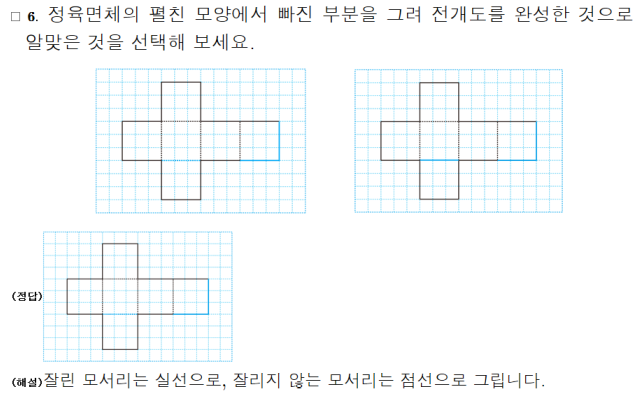 □ 6. 정육면체의 펼친 모양에서 빠진 부분을 그려 전개도를 완성한 것으로
알맞은 것을 선택해 보세요.
(정답)
(해설)잘린 모서리는 실선으로, 잘리지 않는 모서리는 점선으로 그립니다.